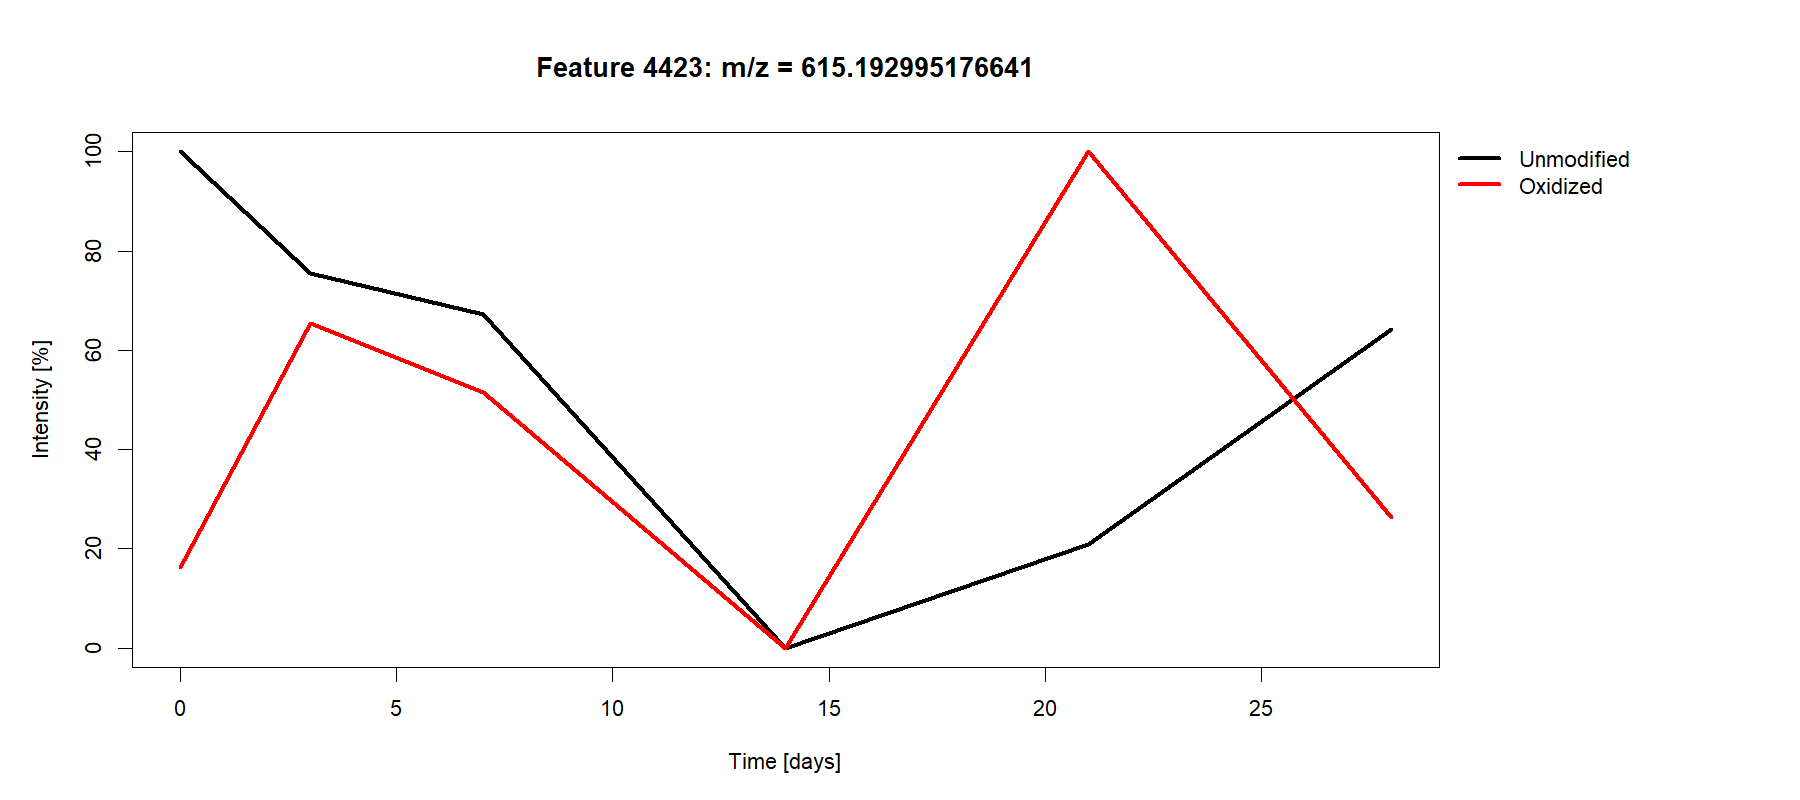 Feature 4423: m/z = 615.192995176641
Unmodified
Oxidized
Intensity [%]
100
80
60
40
20
0
0 5 10 15 20 25
Time [days]